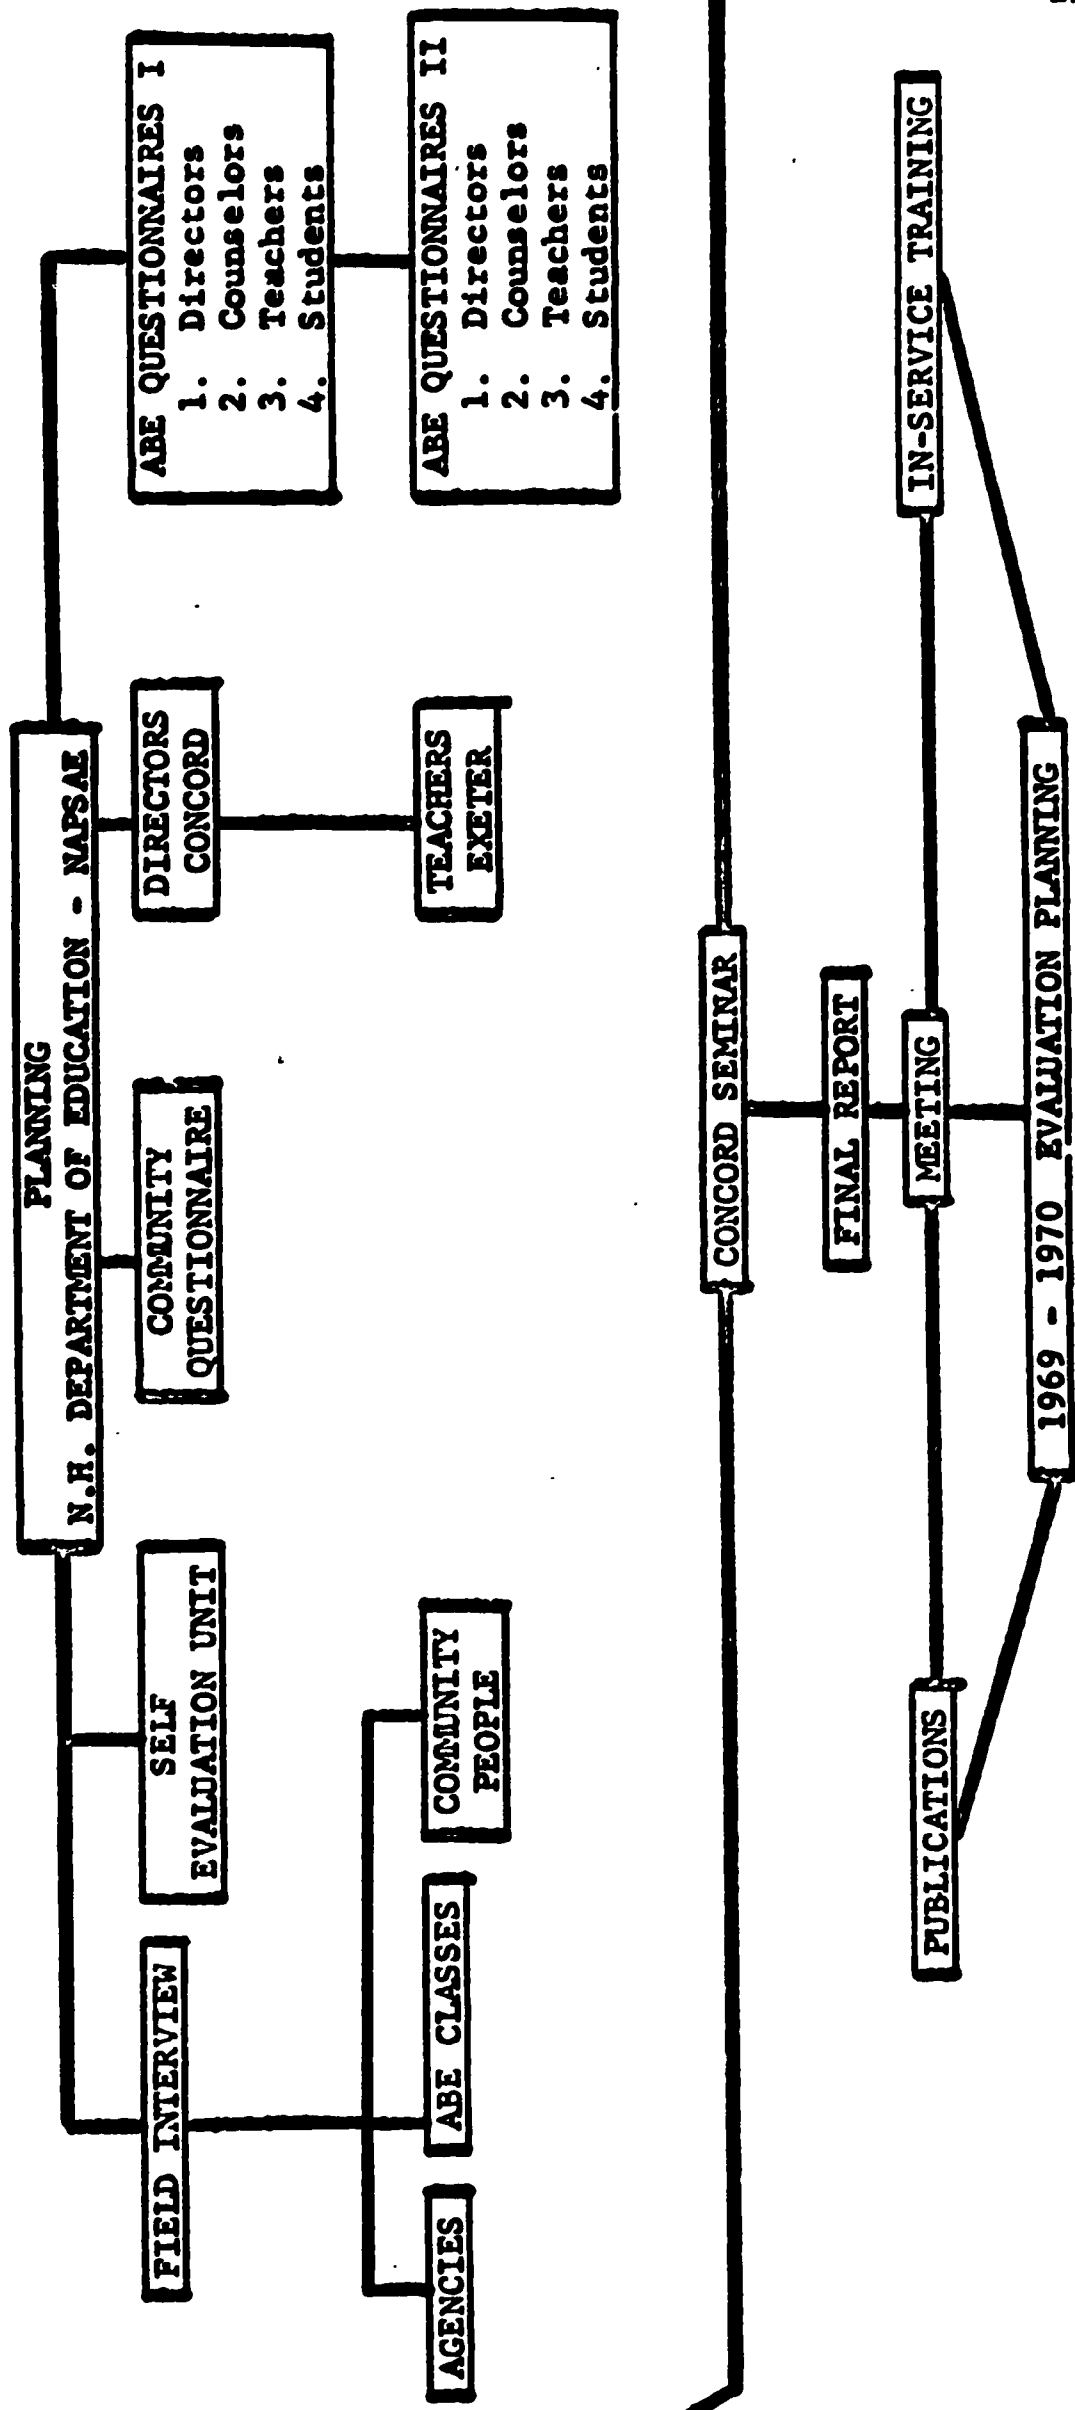 PLANNING
N.H. DEPARTMENT OF EDUCATION - NAPSAE
FIELD INTERVIEW
SELF
EVALUATION UNIT
COMMUNITY
QUESTIONNAIRE
DIRECTORS
CONCORD
ABE QUESTIONNAIRES I
1. Directors
2. Counselors
3. Teachers
4. Students
AGENCIES
ABE CLASSES
COMMUNITY
PEOPLE
TEACHERS
EXETER
ABE QUESTIONNAIRES II
1. Directors
2. Counselors
3. Teachers
4. Students
CONCORD SEMINAR
FINAL REPORT
PUBLICATIONS
MEETING
IN-SERVICE TRAINING
1969 - 1970 EVALUATION PLANNING